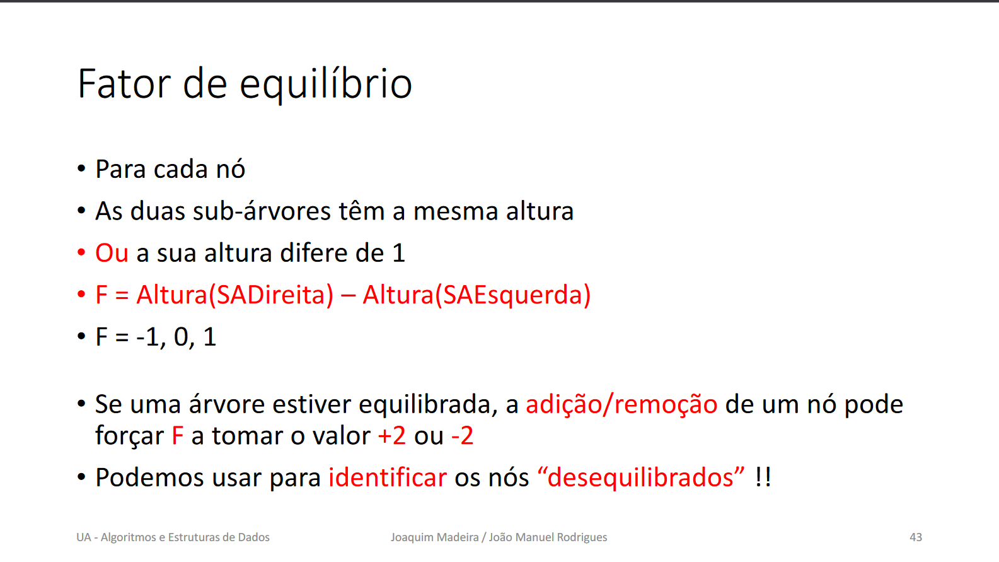 Fator de equilíbrio
• Para cada nó
• As duas sub-árvores têm a mesma altura
• Ou a sua altura difere de 1
• F = Altura(SADireita) – Altura(SAEsquerda)
• F = -1, 0, 1
• Se uma árvore estiver equilibrada, a adição/remoção de um nó pode
forçar F a tomar o valor +2 ou -2
• Podemos usar para identificar os nós “desequilibrados” !!
UA - Algoritmos e Estruturas de Dados
Joaquim Madeira / João Manuel Rodrigues
43